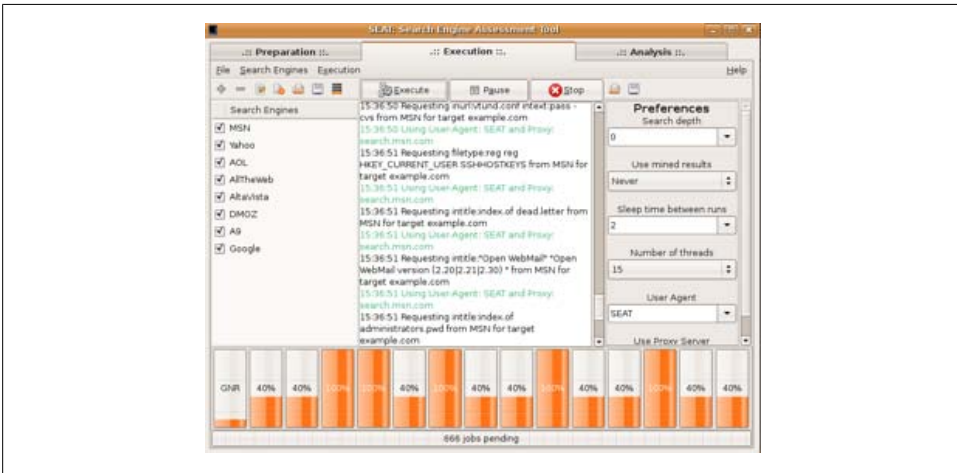 SEAT: Search Engine Assessment Tool
.:: Preparation ::.
.:: Execution ::.
.:: Analysis ::.
File Search Engines Execution Help
Execute Pause Stop
Search Engines
MSN
Yahoo
AOL
AllTheWeb
AltaVista
DMOZ
A9
Google
15:36:50 Requesting inurl:vtund.conf intext:pass -
cvs from MSN for target example.com
15:36:50 Using User-Agent: SEAT and Proxy:
search.msn.com
15:36:51 Requesting filetype:reg reg
HKEY_CURRENT_USER SSHHOSTKEYS from MSN for
target example.com
15:36:51 Using User-Agent: SEAT and Proxy:
search.msn.com
15:36:51 Requesting intitle:index.of dead.letter from
MSN for target example.com
15:36:51 Using User-Agent: SEAT and Proxy:
search.msn.com
15:36:51 Requesting intitle:"Open WebMail" "Open
WebMail version (2.20|2.21|2.30) " from MSN for
target example.com
15:36:51 Using User-Agent: SEAT and Proxy:
search.msn.com
15:36:51 Requesting intitle:index.of
administrators.pwd from MSN for target
example.com
Preferences
Search depth
0
Use mined results
Never
Sleep time between runs
2
Number of threads
15
User Agent
SEAT
Use Proxy Server
GNR 40% 40% 100% 100% 40% 100% 40% 40% 100% 40% 40% 100% 40% 40%
666 jobs pending